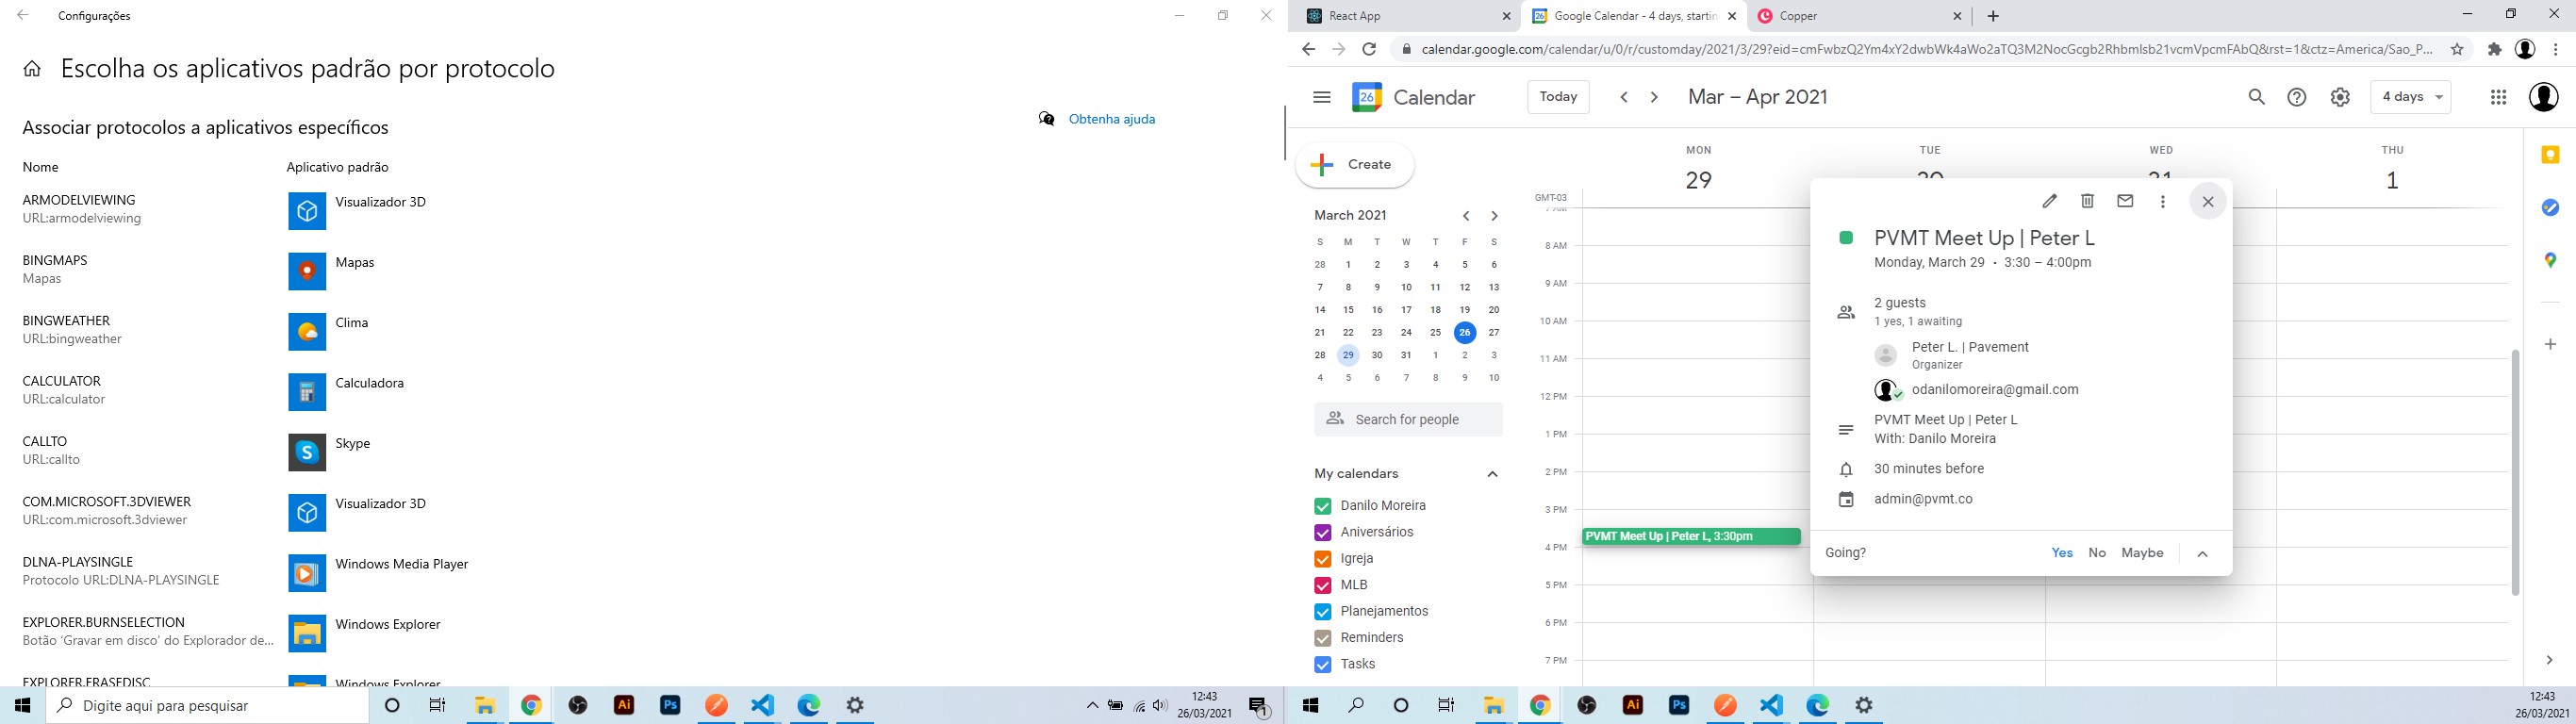 Configurações
Escolha os aplicativos padrão por protocolo
Associar protocolos a aplicativos específicos
Obtenha ajuda
Nome
Aplicativo padrão
ARMODELVIEWING
URL:armodelviewing
Visualizador 3D
BINGMAPS
Mapas
Mapas
BINGWEATHER
URL:bingweather
Clima
CALCULATOR
URL:calculator
Calculadora
CALLTO
URL:callto
Skype
COM.MICROSOFT.3DVIEWER
URL:com.microsoft.3dviewer
Visualizador 3D
DLNA-PLAYSINGLE
Protocolo URL:DLNA-PLAYSINGLE
Windows Media Player
EXPLORER.BURNSELECTION
Botão 'Gravar em disco' do Explorador de...
Windows Explorer
EXPLORER.ERASEDISC
Windows Explorer
Digite aqui para pesquisar
Ai
Ps
12:43
26/03/2021
1
React App
Google Calendar - 4 days, startin
Copper
calendar.google.com/calendar/u/0/r/customday/2021/3/29?eid=cmFwbzQ2Ym4xY2dwbWk4aWo2aTQ3M2NocGcgb2Rhbmlsb21vcmVpcmFAbQ&rst=1&ctz=America/Sao_P...
26
Calendar
Today
Mar – Apr 2021
4 days
Create
March 2021
S M T W T F S
28 1 2 3 4 5 6
7 8 9 10 11 12 13
14 15 16 17 18 19 20
21 22 23 24 25 26 27
28 29 30 31 1 2 3
4 5 6 7 8 9 10
Search for people
My calendars
Danilo Moreira
Aniversários
Igreja
MLB
Planejamentos
Reminders
Tasks
MON TUE WED THU
29 30 31 1
GMT-03
7 AM
8 AM
9 AM
10 AM
11 AM
12 PM
1 PM
2 PM
3 PM
4 PM
5 PM
6 PM
7 PM
PVMT Meet Up | Peter L, 3:30pm
PVMT Meet Up | Peter L
Monday, March 29 • 3:30 – 4:00pm
2 guests
1 yes, 1 awaiting
Peter L. | Pavement
Organizer
odanilomoreira@gmail.com
PVMT Meet Up | Peter L
With: Danilo Moreira
30 minutes before
admin@pvmt.co
Going?
Yes No Maybe
Ai
Ps
12:43
26/03/2021